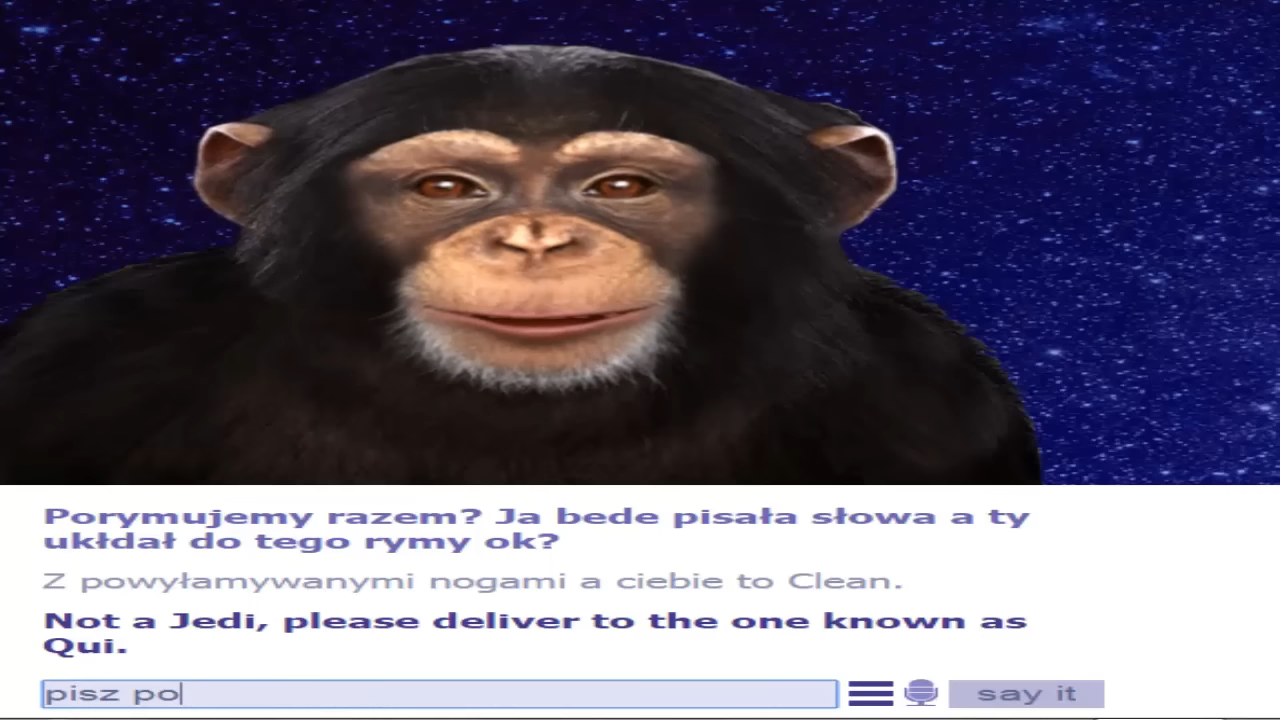 Porymujemy razem? Ja bede pisała słowa a ty
ukłdał do tego rymy ok?
Z powyłamywanymi nogami a ciebie to Clean.
Not a Jedi, please deliver to the one known as
Qui.
pisz po
say it